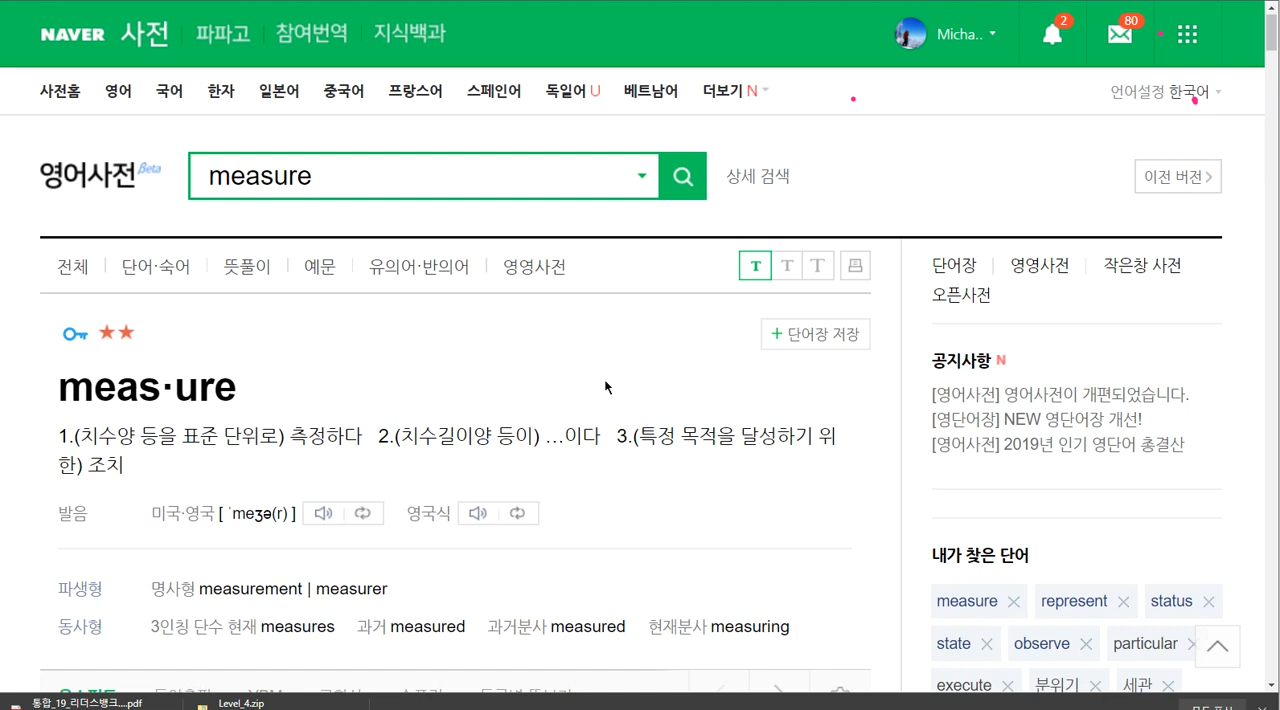 NAVER 사전 파파고 참여번역 지식백과 Micha.. 2 80
사전홈 영어 국어 한자 일본어 중국어 프랑스어 스페인어 독일어 U 베트남어 더보기 N 언어설정 한국어
영어사전 Beta measure 상세 검색 이전 버전
전체 단어·숙어 뜻풀이 예문 유의어·반의어 영영사전 T T T
단어장 영영사전 작은창 사전
오픈사전
+ 단어장 저장
meas·ure
1.(치수양 등을 표준 단위로) 측정하다 2.(치수길이양 등이) …이다 3.(특정 목적을 달성하기 위
한) 조치
발음 미국·영국 [ ˈmeʒə(r) ] 영국식
파생형 명사형 measurement | measurer
동사형 3인칭 단수 현재 measures 과거 measured 과거분사 measured 현재분사 measuring
공지사항 N
[영어사전] 영어사전이 개편되었습니다.
[영단어장] NEW 영단어장 개선!
[영어사전] 2019년 인기 영단어 총결산
내가 찾은 단어
measure represent status
state observe particular
execute 분위기 세관
통합_19_리더스뱅크....pdf Level_4.zip